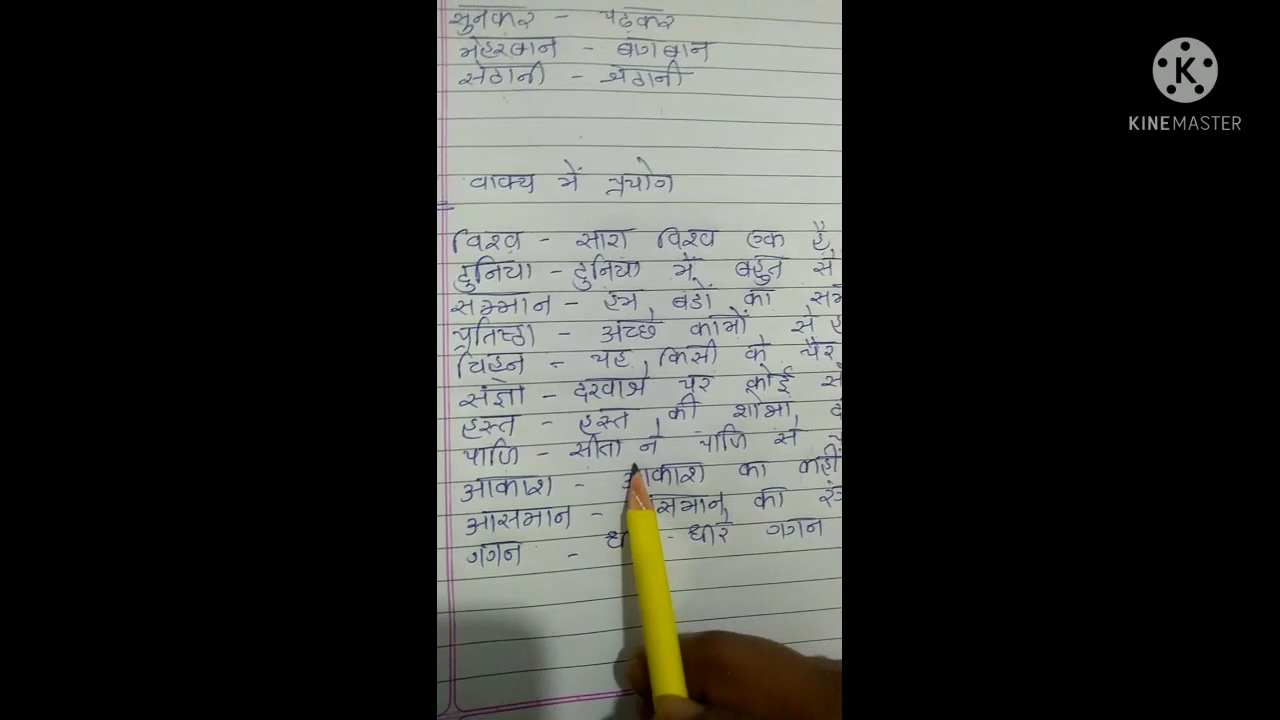 सुनकर - पढ़कर
मेहरबान - बागबान
सेठानी - जेठानी
वाक्य में प्रयोग
विश्व - सारा विश्व एक है
दुनिया - दुनिया में बहुत से
सम्मान - हम बडों का
प्रतिष्ठा - अच्छे कामों से
चिह्न - यह किसी के पैर
संज्ञा - दरवाजे पर कोई
हस्त - हस्त की शोभा
पाणि - सीता ने पाणि से
आकाश - आकाश का कहीं
आसमान - आसमान का
गगन - धीरे - धीरे गगन
KINEMASTER